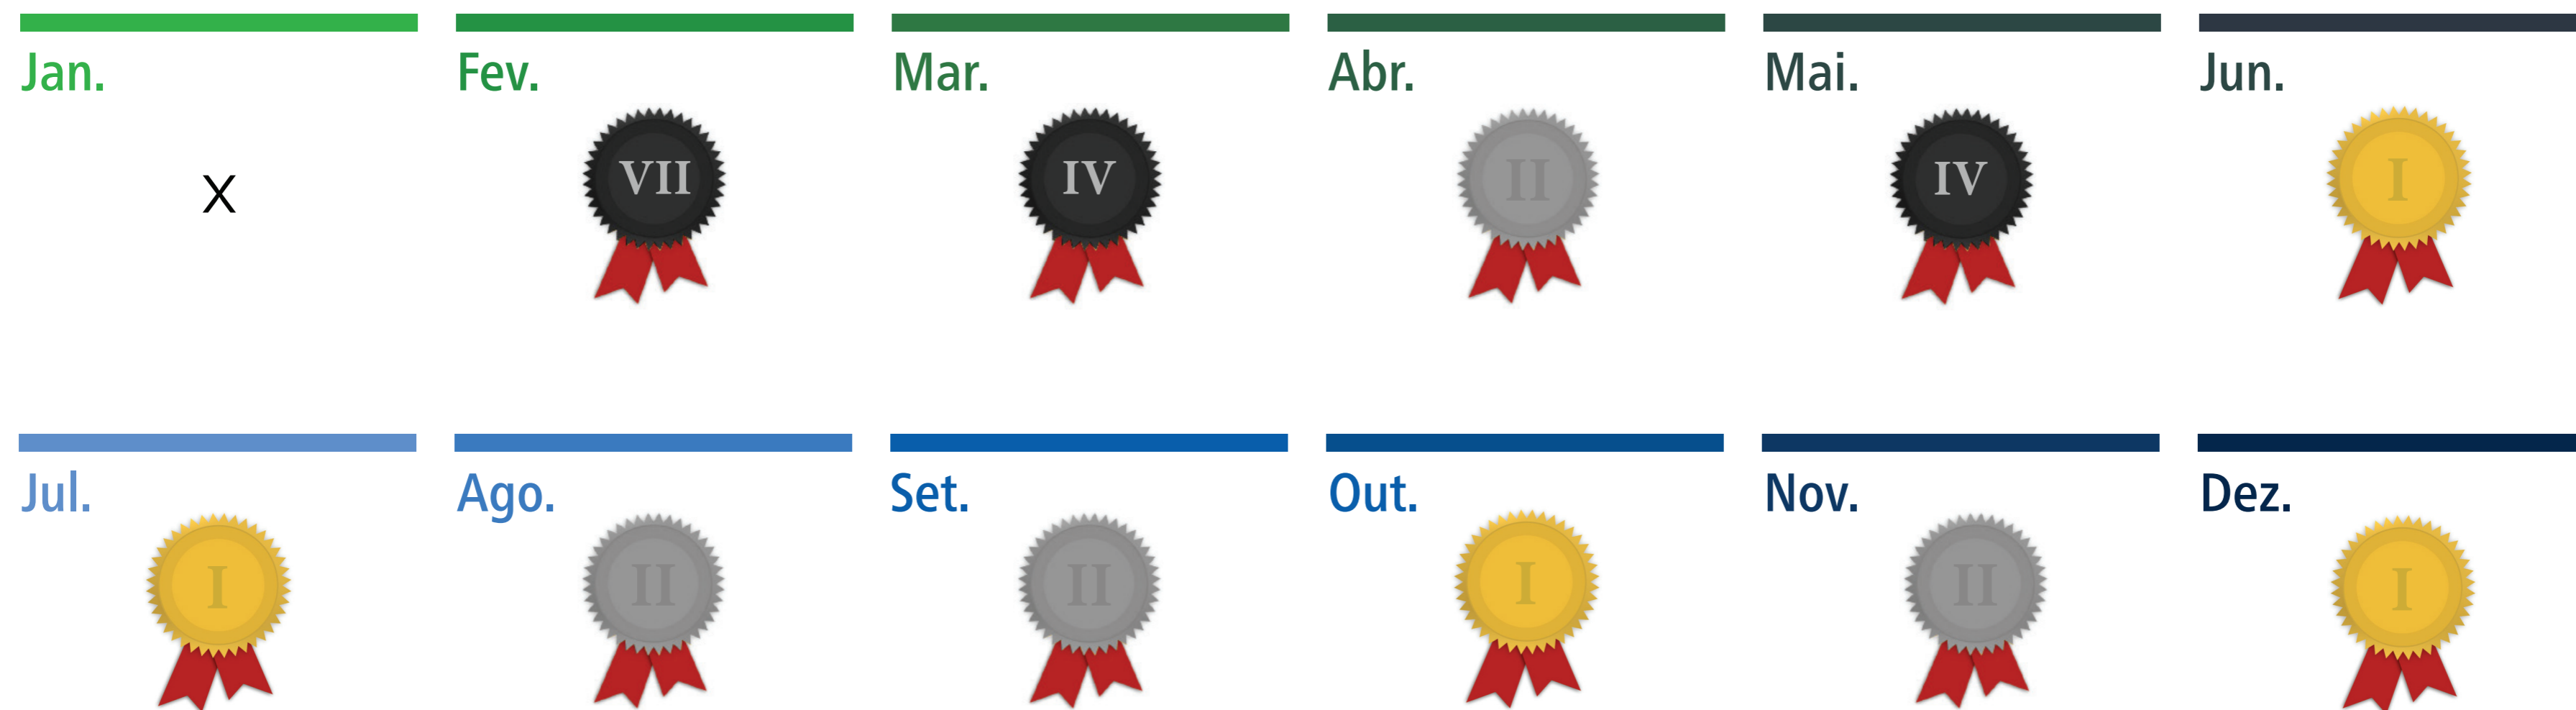 Jan. Fev. Mar. Abr. Mai. Jun.
X VII IV II IV I
Jul. Ago. Set. Out. Nov. Dez.
I II II I II I